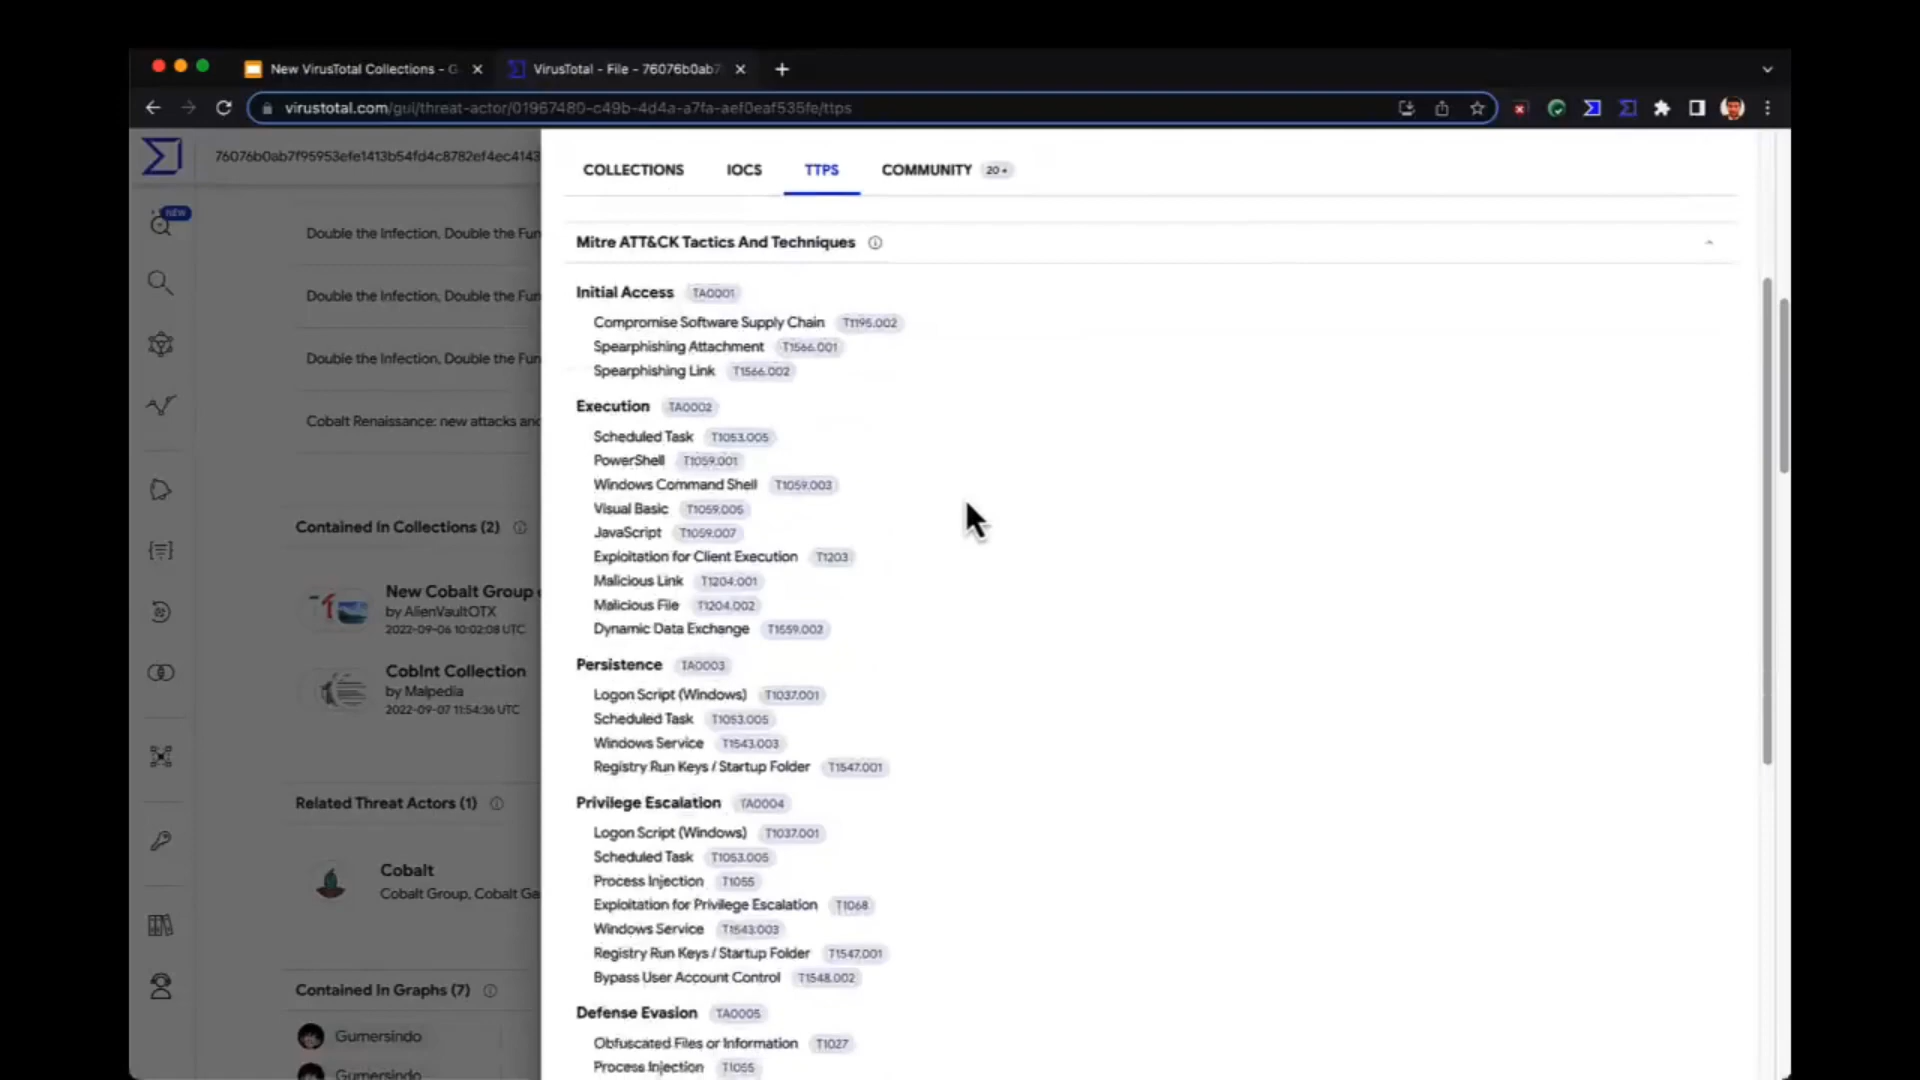 New VirusTotal Collections - G
VirusTotal - File - 76076b0ab7
virustotal.com/gui/threat-actor/01967480-c49b-4d4a-a7fa-aef0eaf535fe/ttps
76076b0ab7f95953efe1413b54fd4c8782ef4ec4143
NEW
Double the Infection, Double the Fun
Double the Infection, Double the Fun
Double the Infection, Double the Fun
Cobalt Renaissance: new attacks and
Contained In Collections (2)
New Cobalt Group
by AlienVaultOTX
2022-09-06 10:02:08 UTC
CobInt Collection
by Malpedia
2022-09-07 11:54:36 UTC
Related Threat Actors (1)
Cobalt
Cobalt Group, Cobalt Ga
Contained In Graphs (7)
Gumersindo
Gumersindo
COLLECTIONS IOCS TTPS COMMUNITY 20+
Mitre ATT&CK Tactics And Techniques
Initial Access TA0001
Compromise Software Supply Chain T1195.002
Spearphishing Attachment T1566.001
Spearphishing Link T1566.002
Execution TA0002
Scheduled Task T1053.005
PowerShell T1059.001
Windows Command Shell T1059.003
Visual Basic T1059.005
JavaScript T1059.007
Exploitation for Client Execution T1203
Malicious Link T1204.001
Malicious File T1204.002
Dynamic Data Exchange T1559.002
Persistence TA0003
Logon Script (Windows) T1037.001
Scheduled Task T1053.005
Windows Service T1543.003
Registry Run Keys / Startup Folder T1547.001
Privilege Escalation TA0004
Logon Script (Windows) T1037.001
Scheduled Task T1053.005
Process Injection T1055
Exploitation for Privilege Escalation T1068
Windows Service T1543.003
Registry Run Keys / Startup Folder T1547.001
Bypass User Account Control T1548.002
Defense Evasion TA0005
Obfuscated Files or Information T1027
Process Injection T1055